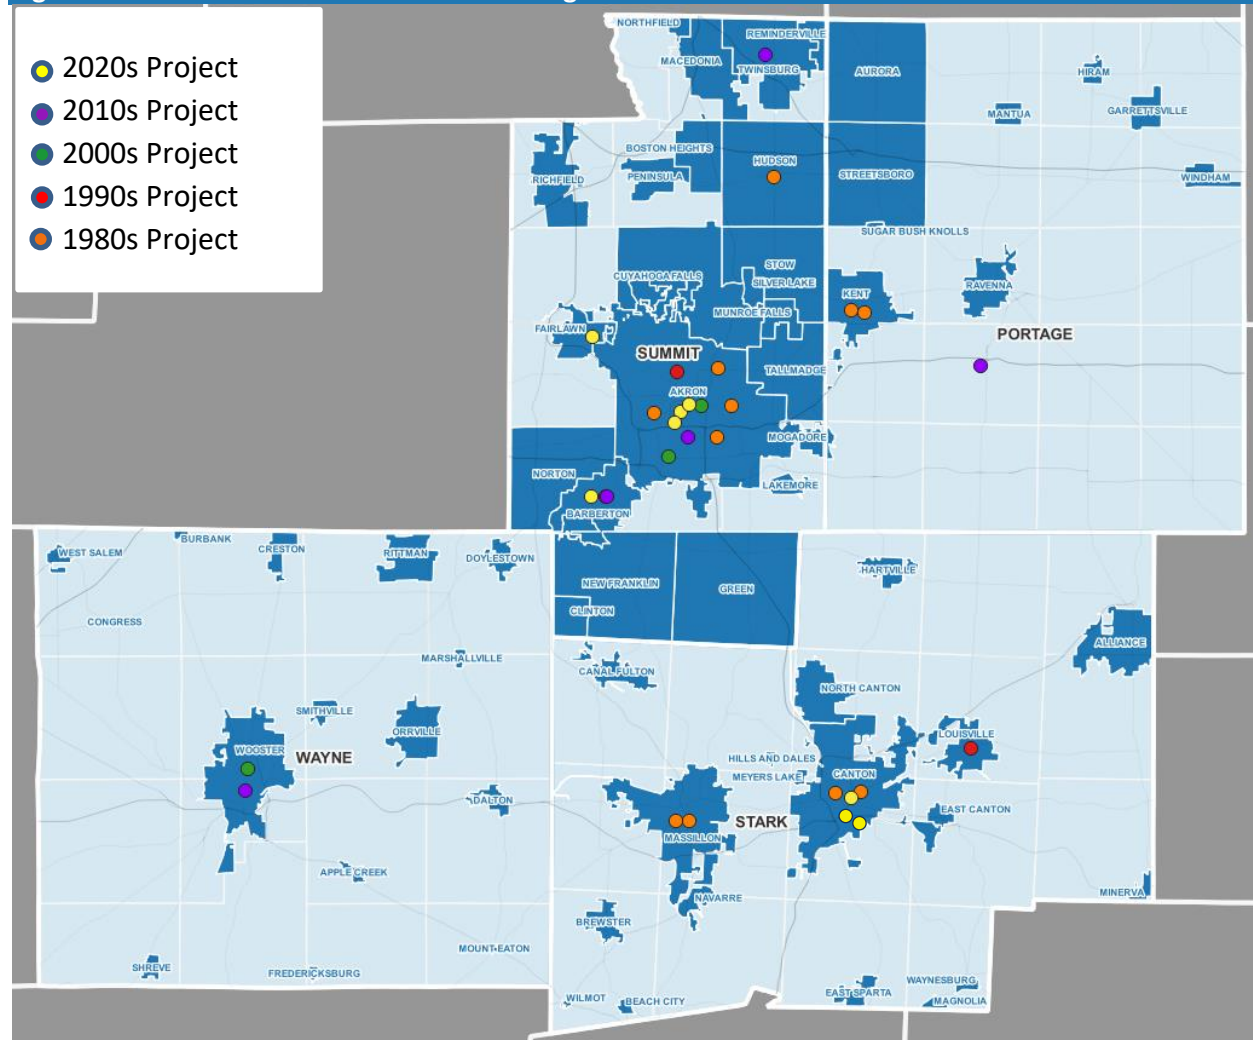 2020s Project
2010s Project
2000s Project
1990s Project
1980s Project
NORTHFIELD
REMINDERVILLE
MACEDONIA
TWINSBURG
AURORA
HIRAM
MANTUA
GARRETTSVILLE
BOSTON HEIGHTS
HUDSON
RICHFIELD
PENINSULA
STREETSBORO
WINDHAM
SUGAR BUSH KNOLLS
STOW
CUYAHOGA FALLS
SILVER LAKE
RAVENNA
KENT
MUNROE FALLS
FAIRLAWN
PORTAGE
SUMMIT
TALLMADGE
AKRON
MOGADORE
NORTON
LAKEMORE
BARBERTON
BURBANK
WEST SALEM
CRESTON
RITTMAN
DOYLESTOWN
HARTVILLE
NEW FRANKLIN
GREEN
CLINTON
CONGRESS
ALLIANCE
MARSHALLVILLE
CANAL FULTON
NORTH CANTON
SMITHVILLE
ORRVILLE
LOUISVILLE
WOOSTER
WAYNE
HILLS AND DALES
MEYERS LAKE
CANTON
DALTON
EAST CANTON
STARK
MASSILLON
APPLE CREEK
MINERVA
NAVARRE
BREWSTER
MOUNT EATON
SHREVE
FREDERICKSBURG
WAYNESBURG
EAST SPARTA
WILMOT
BEACH CITY
MAGNOLIA